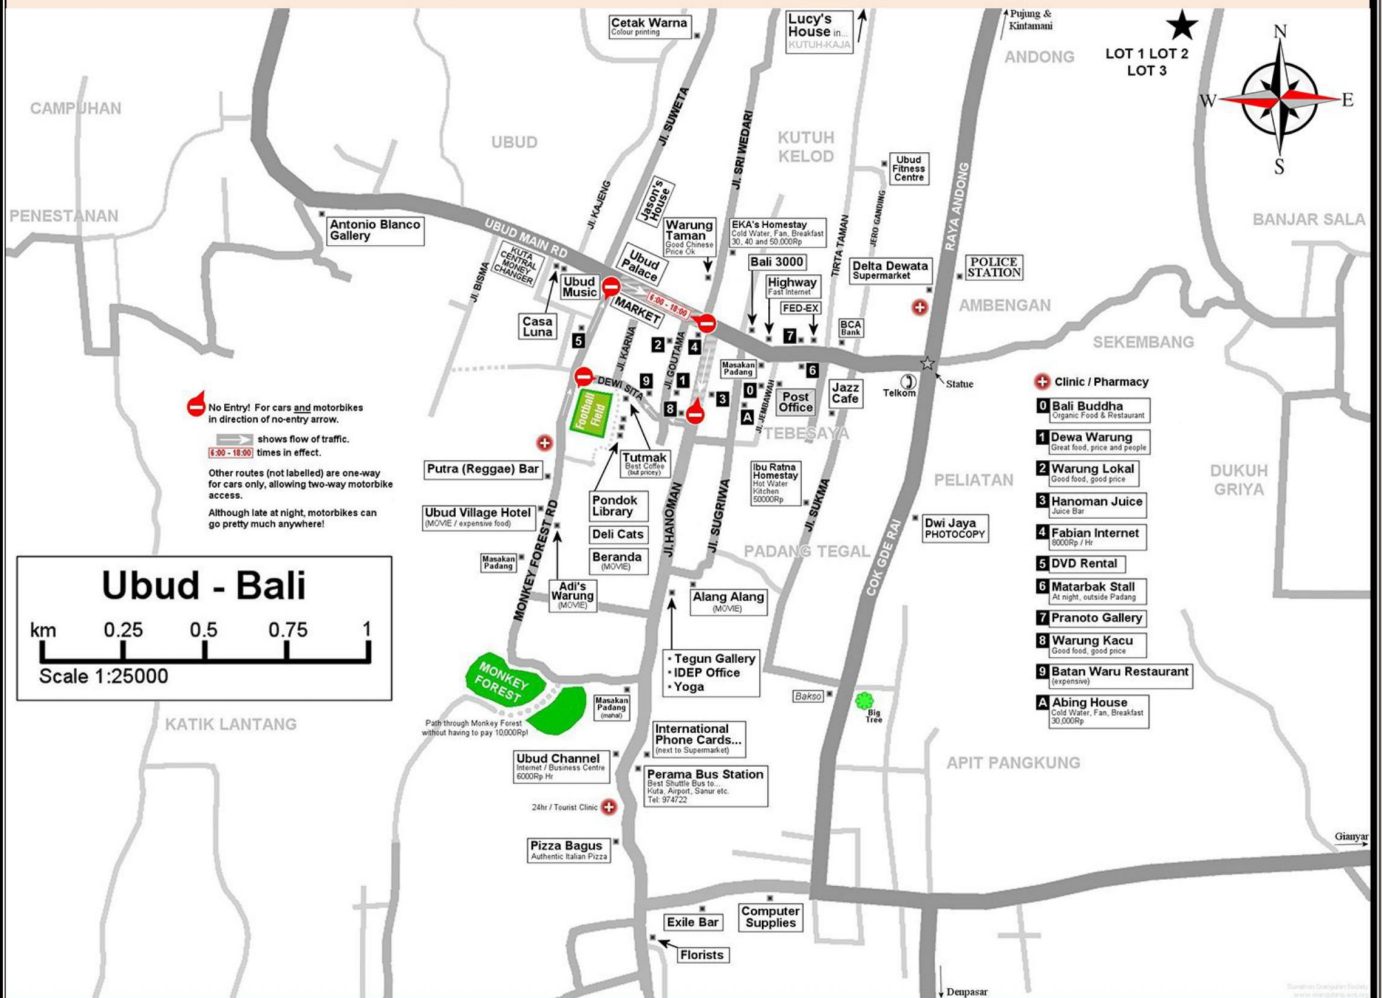 Cetak Warna
Colour printing
Lucy's
House in...
KUTUH-KAJA
Pujung &
Kintamani
ANDONG
LOT 1 LOT 2
LOT 3
N
W
E
S
CAMPUHAN
UBUD
Jl. SUWETA
Jl. SRI WEDARI
KUTUH
KELOD
Ubud
Fitness
Centre
RAYA ANDONG
PENESTANAN
BANJAR SALA
Antonio Blanco
Gallery
UBUD MAIN RD
Jl. KAJENG
Jason's
House
Warung
Taman
Good Chinese
Price Ok
EKA's Homestay
Cold Water, Fan, Breakfast
30, 40 and 50,000Rp
TIRTA TAMAN
JERO GANDING
KUTA
CENTRAL
MONEY
CHANGER
Jl. BISMA
Ubud
Palace
Ubud
Music
Bali 3000
Highway
Fast Internet
FED-EX
Delta Dewata
Supermarket
POLICE
STATION
AMBENGAN
6:00 - 18:00
MARKET
Casa
Luna
BCA
Bank
7
SEKEMBANG
5
Jl. KARNA
2
Jl. GOUTAMA
4
Masakan
Padang
6
Statue
Telkom
DEWI SITA
9
1
0
3
8
A
Jl. JEMBAWAN
Post
Office
Jazz
Cafe
TEBESAYA
Football
Field
No Entry! For cars and motorbikes
in direction of no-entry arrow.
shows flow of traffic.
6:00 - 18:00 times in effect.
Other routes (not labelled) are one-way
for cars only, allowing two-way motorbike
access.
Although late at night, motorbikes can
go pretty much anywhere!
Putra (Reggae) Bar
Tutmak
Best Coffee
(but pricey)
Ibu Ratna
Homestay
Hot Water
Kitchen
50000Rp
Jl. SUKMA
PELIATAN
DUKUH
GRIYA
Ubud Village Hotel
(MOVIE / expensive food)
Pondok
Library
Deli Cats
Beranda
(MOVIE)
Jl.HANOMAN
Jl. SUGRIWA
Dwi Jaya
PHOTOCOPY
PADANG TEGAL
COK GDE RAI
MONKEY FOREST RD
Masakan
Padang
Adi's
Warung
(MOVIE)
Alang Alang
(MOVIE)
Clinic / Pharmacy
0 Bali Buddha
Organic Food & Restaurant
1 Dewa Warung
Great food, price and people
2 Warung Lokal
Good food, good price
3 Hanoman Juice
Juice Bar
4 Fabian Internet
8000Rp / Hr
5 DVD Rental
6 Matarbak Stall
At night, outside Padang
7 Pranoto Gallery
8 Warung Kacu
Good food, good price
9 Batan Waru Restaurant
(expensive)
A Abing House
Cold Water, Fan, Breakfast
30,000Rp
Ubud - Bali
km 0.25 0.5 0.75 1
Scale 1:25000
Tegun Gallery
IDEP Office
Yoga
MONKEY
FOREST
Masakan
Padang
(mahal)
Bakso
Big
Tree
KATIK LANTANG
Path through Monkey Forest
without having to pay 10,000Rp!
International
Phone Cards...
(next to Supermarket)
Ubud Channel
Internet / Business Centre
6000Rp Hr
Perama Bus Station
Best Shuttle Bus to...
Kuta, Airport, Sanur etc.
Tel: 974722
APIT PANGKUNG
24hr / Tourist Clinic
Pizza Bagus
Authentic Italian Pizza
Gianyar
Exile Bar
Computer
Supplies
Florists
Denpasar